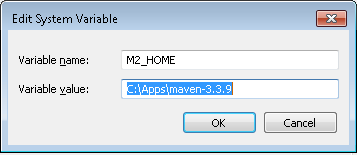 Edit System Variable
Variable name: M2_HOME
Variable value: C:\Apps\maven-3.3.9
OK Cancel